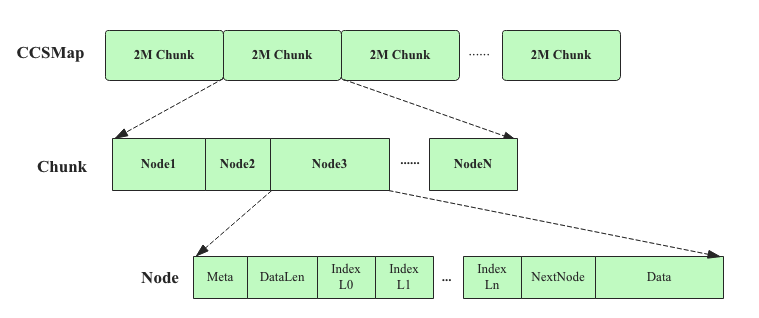 CCSMap 2M Chunk 2M Chunk 2M Chunk ...... 2M Chunk
Chunk Node1 Node2 Node3 ...... NodeN
Node Meta DataLen Index L0 Index L1 ... Index Ln NextNode Data